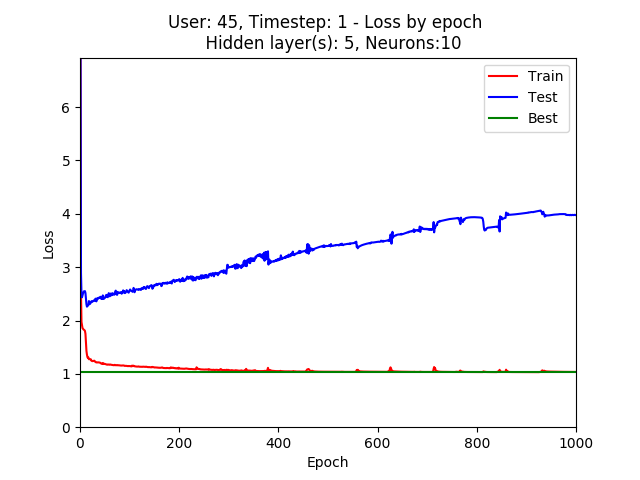 User: 45, Timestep: 1 - Loss by epoch
Hidden layer(s): 5, Neurons:10
Train
Test
Best
6
5
4
3
2
1
0
Loss
0 200 400 600 800 1000
Epoch